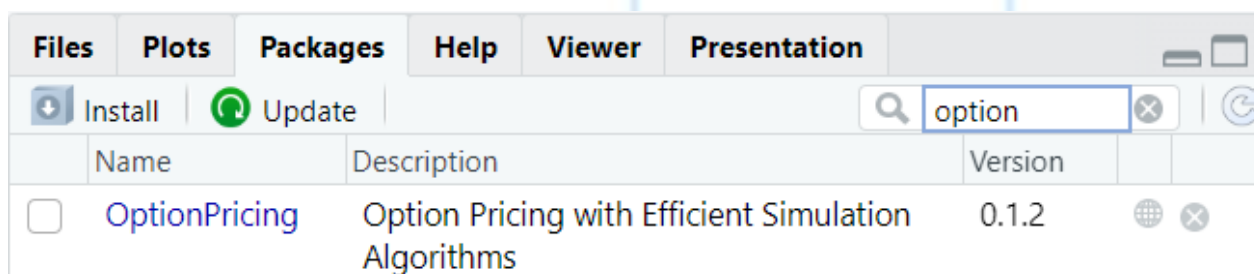 Files Plots Packages Help Viewer Presentation
Install Update option
Name Description Version
OptionPricing Option Pricing with Efficient Simulation 0.1.2
Algorithms